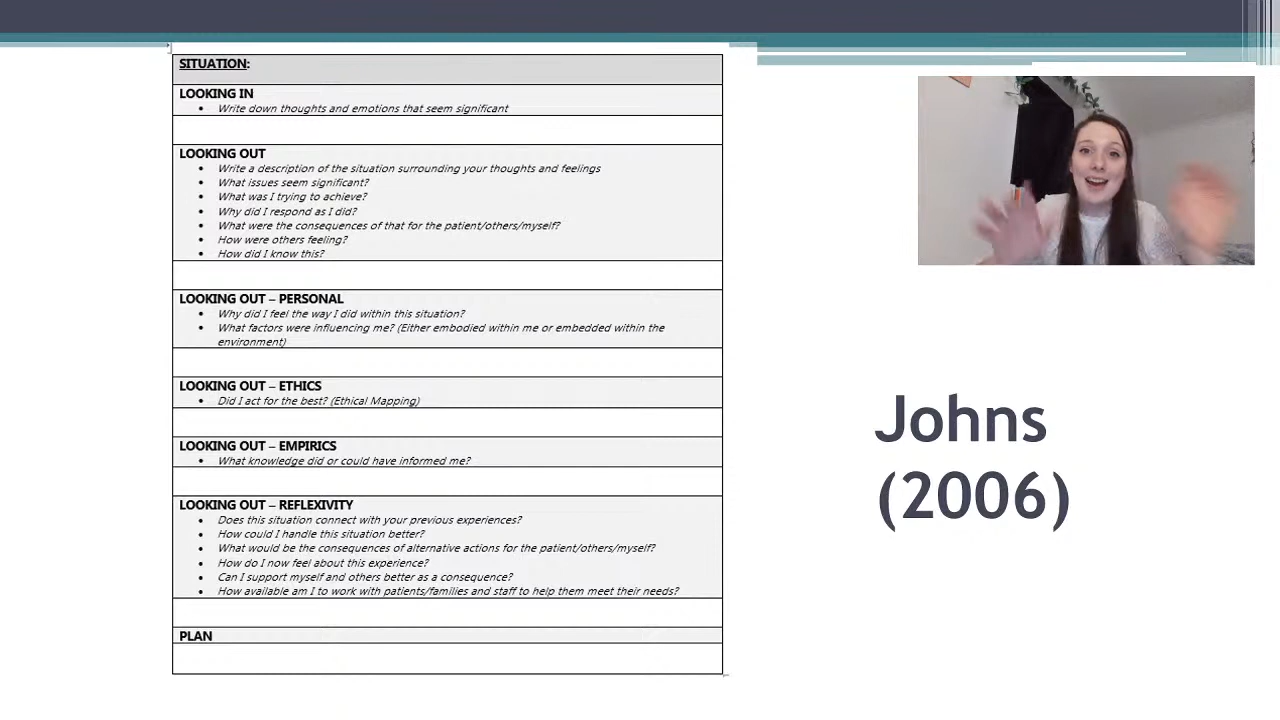 SITUATION:
LOOKING IN
• Write down thoughts and emotions that seem significant
LOOKING OUT
• Write a description of the situation surrounding your thoughts and feelings
• What issues seem significant?
• What was I trying to achieve?
• Why did I respond as I did?
• What were the consequences of that for the patient/others/myself?
• How were others feeling?
• How did I know this?
LOOKING OUT – PERSONAL
• Why did I feel the way I did within this situation?
• What factors were influencing me? (Either embodied within me or embedded within the
environment)
LOOKING OUT – ETHICS
• Did I act for the best? (Ethical Mapping)
LOOKING OUT – EMPIRICS
• What knowledge did or could have informed me?
LOOKING OUT – REFLEXIVITY
• Does this situation connect with your previous experiences?
• How could I handle this situation better?
• What would be the consequences of alternative actions for the patient/others/myself?
• How do I now feel about this experience?
• Can I support myself and others better as a consequence?
• How available am I to work with patients/families and staff to help them meet their needs?
PLAN
Johns
(2006)